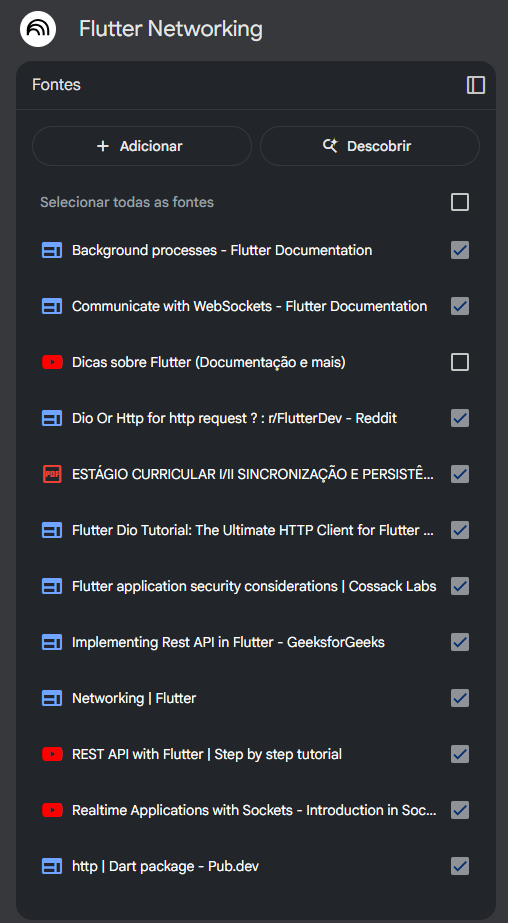 Flutter Networking
Fontes
Adicionar
Descobrir
Selecionar todas as fontes
Background processes - Flutter Documentation
Communicate with WebSockets - Flutter Documentation
Dicas sobre Flutter (Documentação e mais)
Dio Or Http for http request ? : r/FlutterDev - Reddit
PDF
ESTÁGIO CURRICULAR I/II SINCRONIZAÇÃO E PERSISTÊ...
Flutter Dio Tutorial: The Ultimate HTTP Client for Flutter ...
Flutter application security considerations | Cossack Labs
Implementing Rest API in Flutter - GeeksforGeeks
Networking | Flutter
REST API with Flutter | Step by step tutorial
Realtime Applications with Sockets - Introduction in Soc...
http | Dart package - Pub.dev